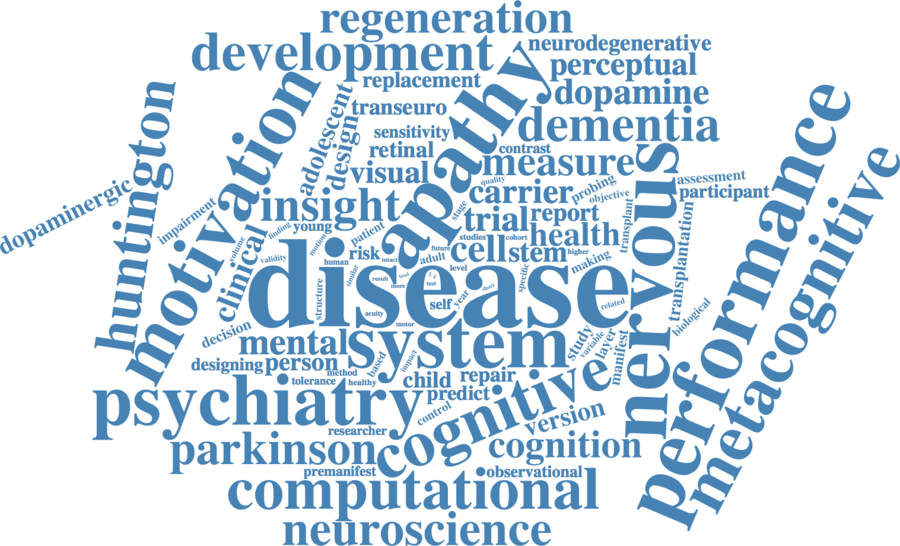 regeneration
development
neurodegenerative
perceptual
replacement
dopamine
transeuro
adolescent
design
sensitivity
dementia
retinal
contrast
measure
visual
apathy
motivation
huntington
dopaminergic
impairment
insight
quality
carrier
probing
objective
assessment
participant
performance
metacognitive
nervous
transplant
transplantation
clinical
finding
young
patient
stage
trial
report
health
studies
cohort
higher
volume
validity
motion
human
risk
intact
adult
future
level
cell
stem
making
specific
similar
result
more
total
test
year
short
self
related
structure
acuity
motor
disease
biological
decision
mental
system
study
variable
layer
manifest
designing
person
method
tolerance
healthy
based
impact
child
repair
predict
cognitive
psychiatry
control
version
researcher
parkinson
cognition
premanifest
observational
computational
neuroscience